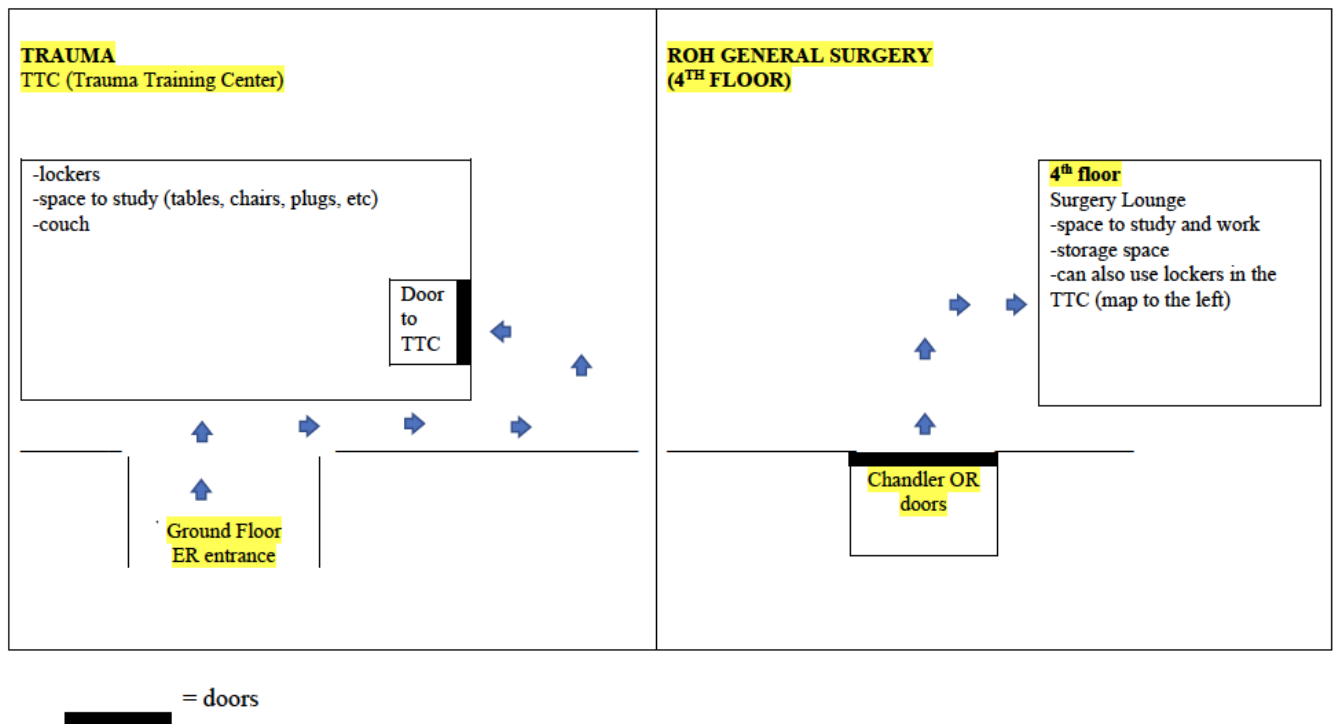 TRAUMA
TTC (Trauma Training Center)
-lockers
-space to study (tables, chairs, plugs, etc)
-couch
Door
to
TTC
Ground Floor
ER entrance
ROH GENERAL SURGERY
(4TH FLOOR)
4th floor
Surgery Lounge
-space to study and work
-storage space
-can also use lockers in the
TTC (map to the left)
Chandler OR
doors
= doors